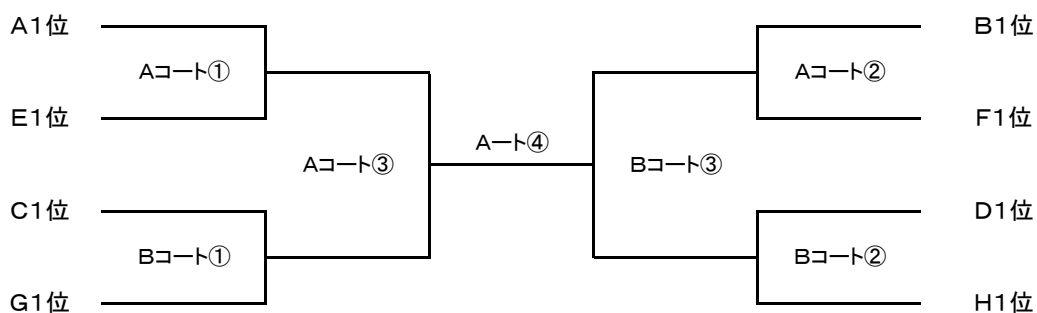 A1位
B1位
Aコート①
Aコート②
E1位
F1位
Aート④
Aコート③
Bコート③
C1位
D1位
Bコート①
Bコート②
G1位
H1位